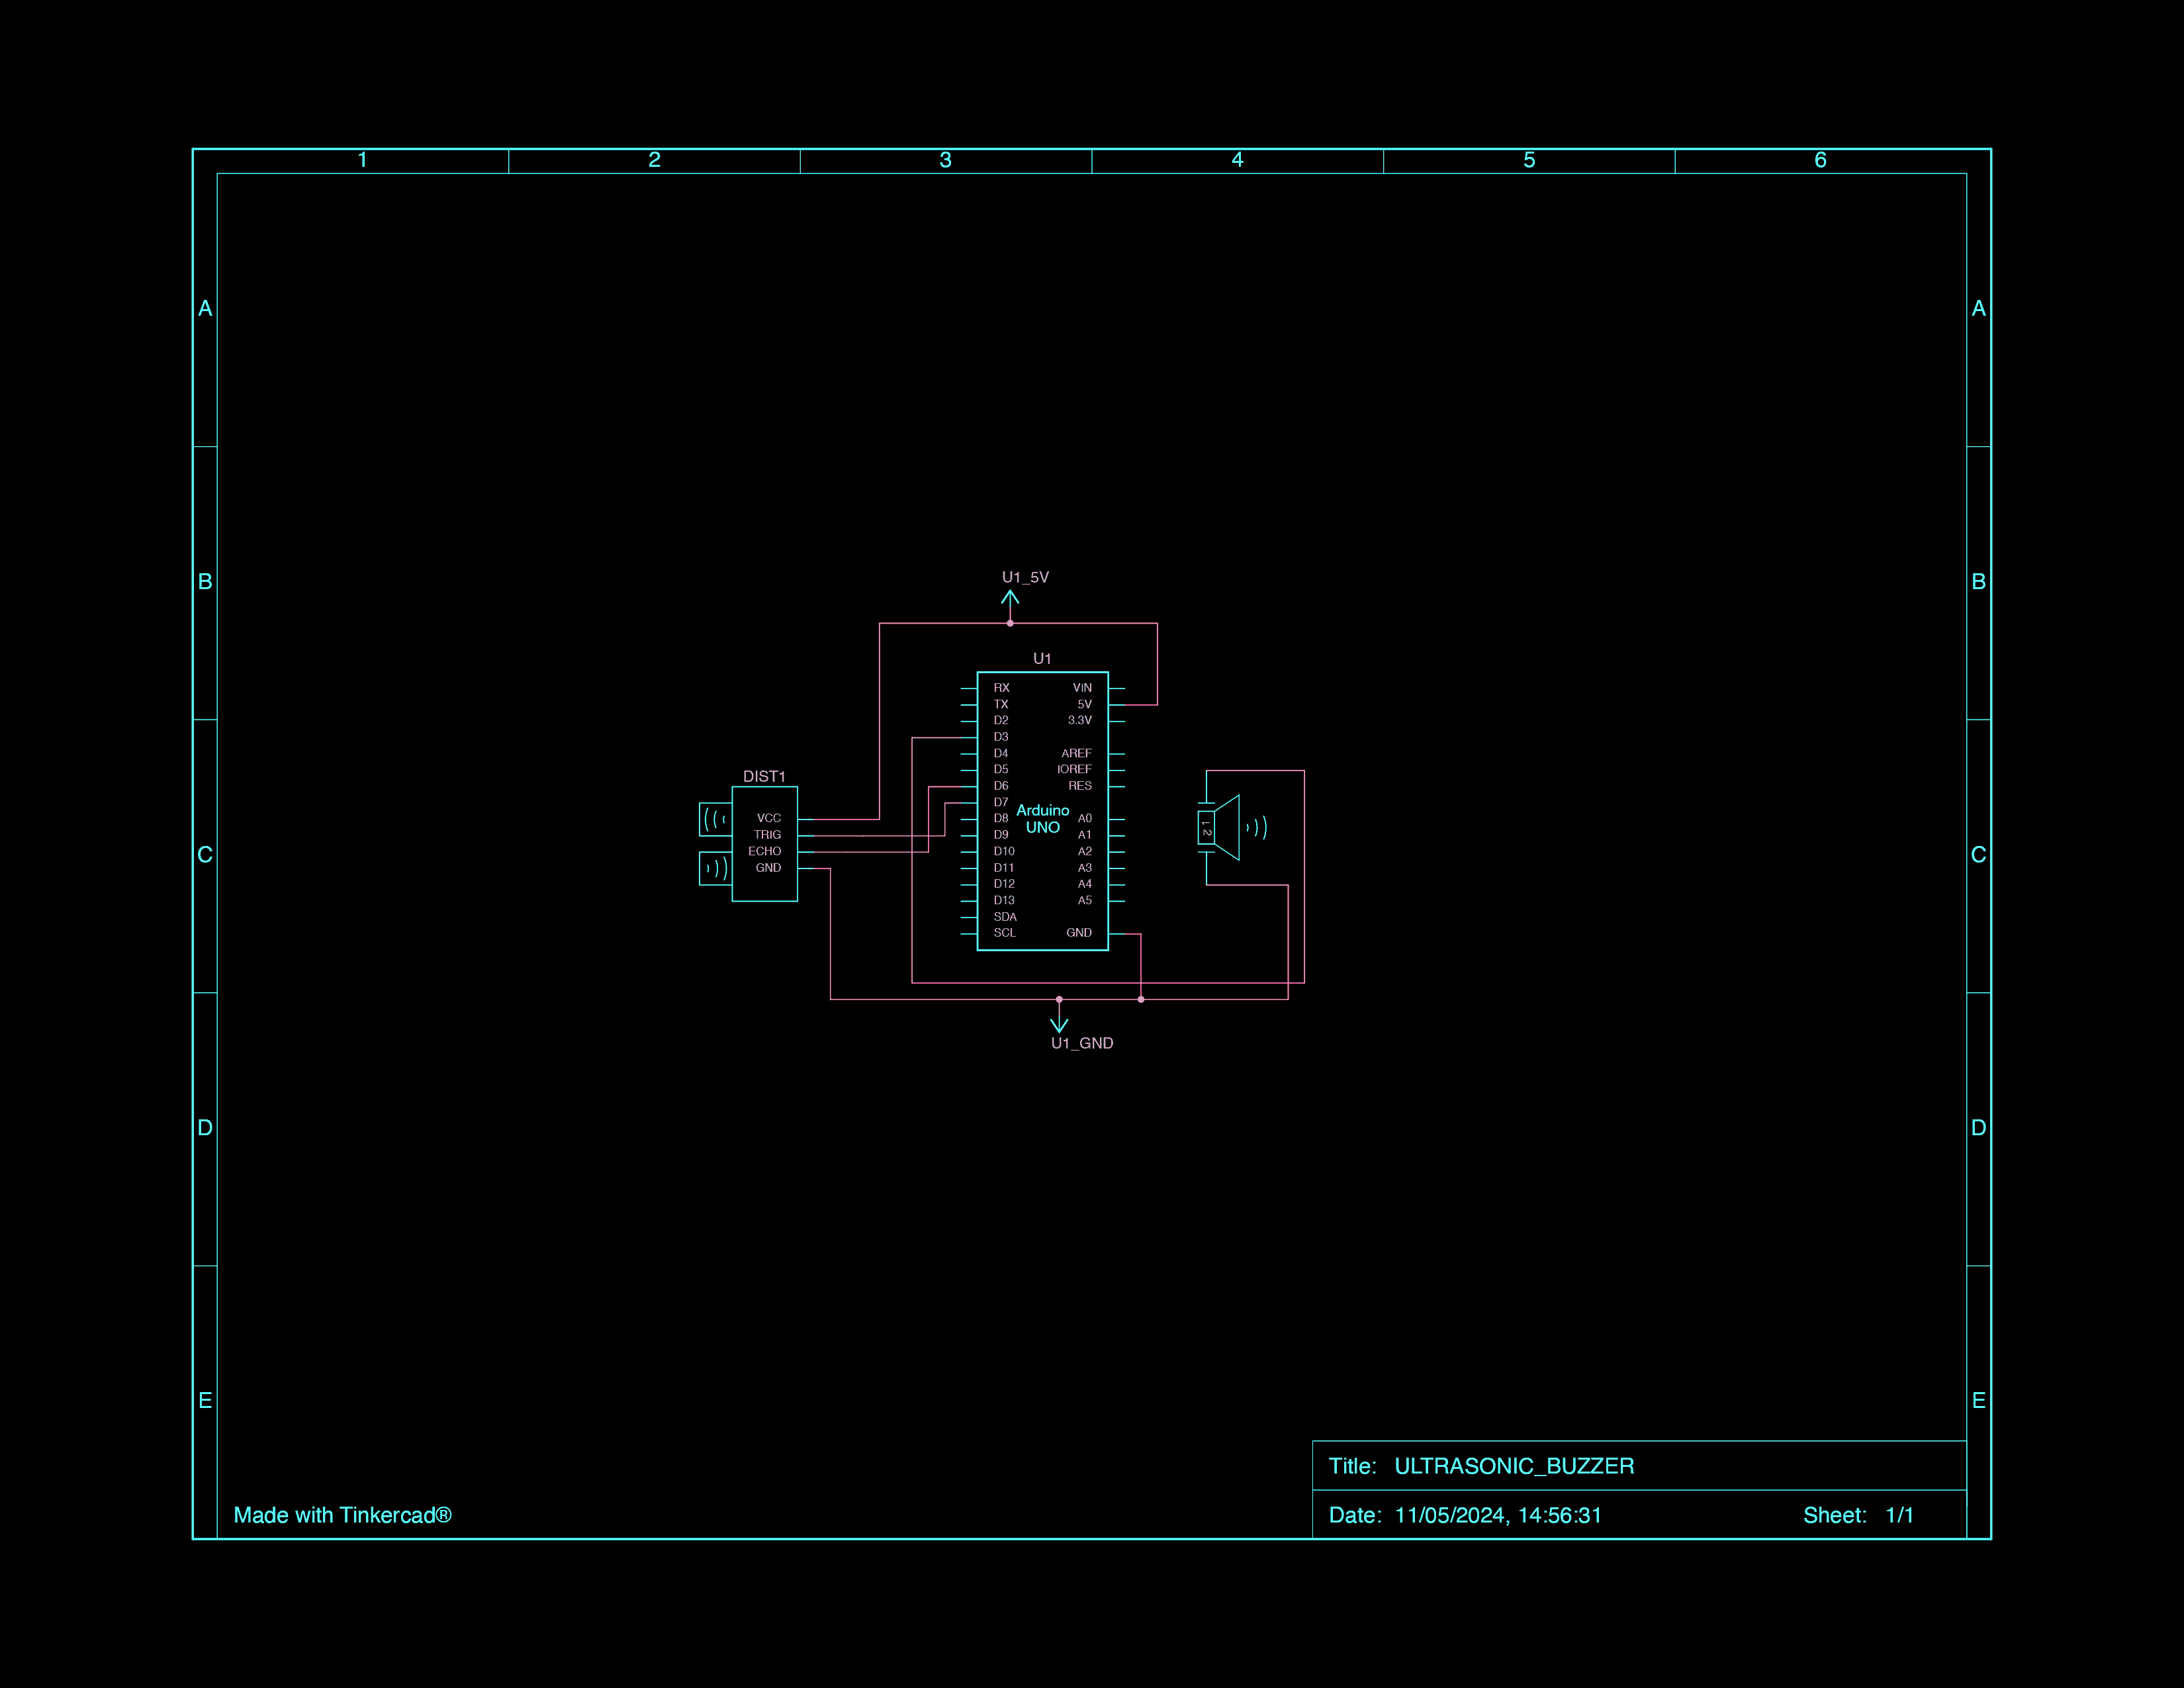 1 2 3 4 5 6
A A
B B
U1_5V
U1
RX VIN
TX 5V
D2 3.3V
D3
D4 AREF
D5 IOREF
D6 RES
D7
Arduino
UNO
D8 A0
D9 A1
D10 A2
D11 A3
D12 A4
D13 A5
SDA
SCL GND
DIST1
VCC
TRIG
ECHO
GND
1 2
C C
U1_GND
D D
E E
Title: ULTRASONIC_BUZZER
Made with Tinkercad®
Date: 11/05/2024, 14:56:31 Sheet: 1/1